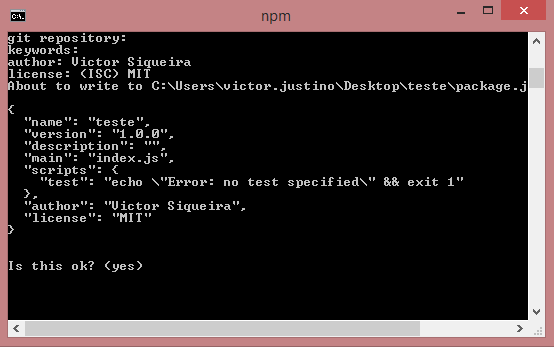 npm
git repository:
keywords:
author: Victor Siqueira
license: (ISC) MIT
About to write to C:\Users\victor.justino\Desktop\teste\package.j
{
  "name": "teste",
  "version": "1.0.0",
  "description": "",
  "main": "index.js",
  "scripts": {
    "test": "echo \"Error: no test specified\" && exit 1"
  },
  "author": "Victor Siqueira",
  "license": "MIT"
}
Is this ok? (yes)